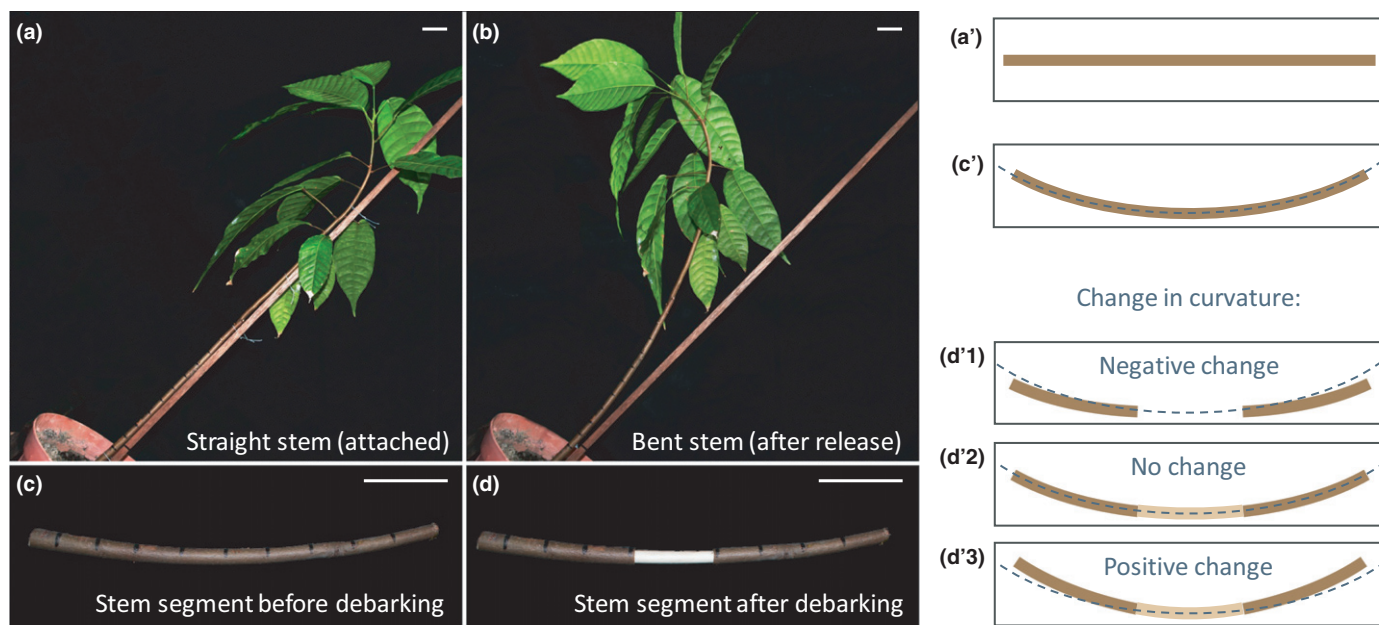 (a)
Straight stem (attached)
(b)
Bent stem (after release)
(c)
Stem segment before debarking
(d)
Stem segment after debarking
(a')
(c')
Change in curvature:
(d'1)
Negative change
(d'2)
No change
(d'3)
Positive change